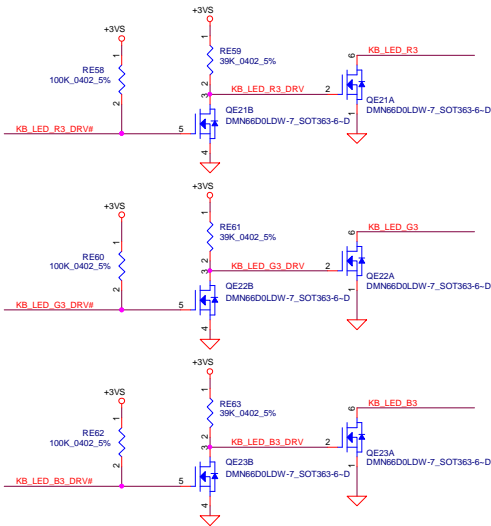 +3VS
+3VS
1
RE58
100K_0402_5%
2
1
RE59
39K_0402_5%
2
KB_LED_R3
6
KB_LED_R3_DRV
2
QE21A
DMN66D0LDW-7_SOT363-6~D
1
3
QE21B
DMN66D0LDW-7_SOT363-6~D
KB_LED_R3_DRV#
5
4
+3VS
+3VS
1
RE60
100K_0402_5%
2
1
RE61
39K_0402_5%
2
KB_LED_G3
6
KB_LED_G3_DRV
2
QE22A
DMN66D0LDW-7_SOT363-6~D
1
3
QE22B
DMN66D0LDW-7_SOT363-6~D
KB_LED_G3_DRV#
5
4
+3VS
+3VS
1
RE62
100K_0402_5%
2
1
RE63
39K_0402_5%
2
KB_LED_B3
6
KB_LED_B3_DRV
2
QE23A
DMN66D0LDW-7_SOT363-6~D
1
3
QE23B
DMN66D0LDW-7_SOT363-6~D
KB_LED_B3_DRV#
5
4